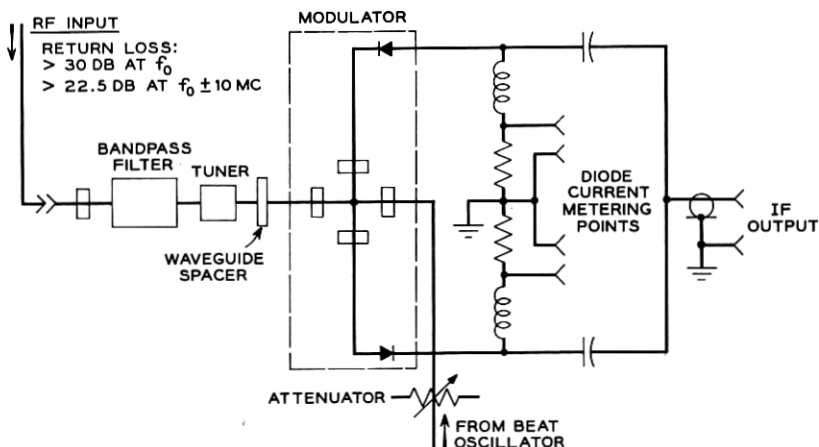 RF INPUT
RETURN LOSS:
> 30 DB AT f₀
> 22.5 DB AT f₀ ± 10 MC
MODULATOR
BANDPASS
FILTER
TUNER
WAVEGUIDE
SPACER
DIODE
CURRENT
METERING
POINTS
IF
OUTPUT
ATTENUATOR
FROM BEAT
OSCILLATOR